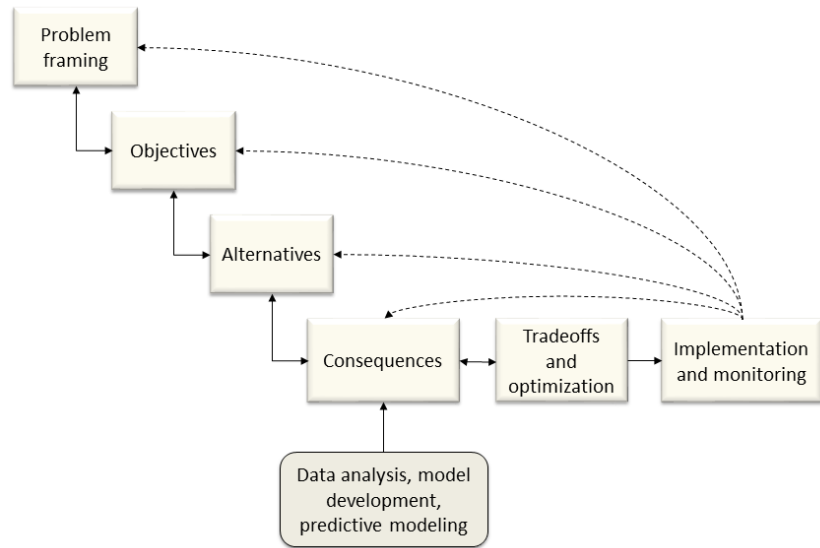 Problem
framing
Objectives
Alternatives
Consequences
Tradeoffs
and
optimization
Implementation
and monitoring
Data analysis, model
development,
predictive modeling